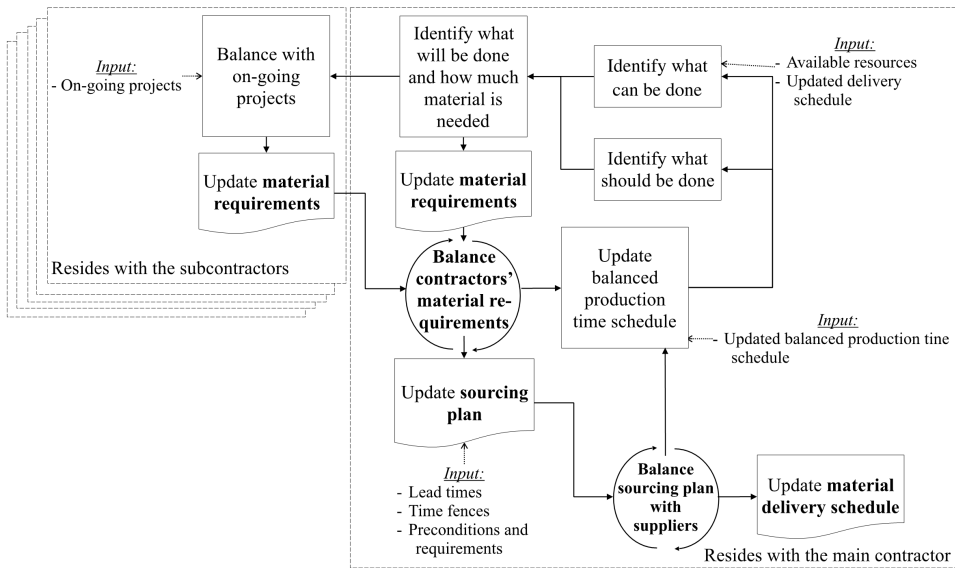 Input:
- On-going projects
Balance with
on-going
projects
Update material
requirements
Resides with the subcontractors
Identify what
will be done
and how much
material is
needed
Update material
requirements
Identify what
can be done
Input:
- Available resources
- Updated delivery
schedule
Identify what
should be done
Balance
contractors'
material re-
quirements
Update
balanced
production
time schedule
Input:
- Updated balanced production tine
schedule
Update sourcing
plan
Input:
- Lead times
- Time fences
- Preconditions and
requirements
Balance
sourcing plan
with
suppliers
Update material
delivery schedule
Resides with the main contractor